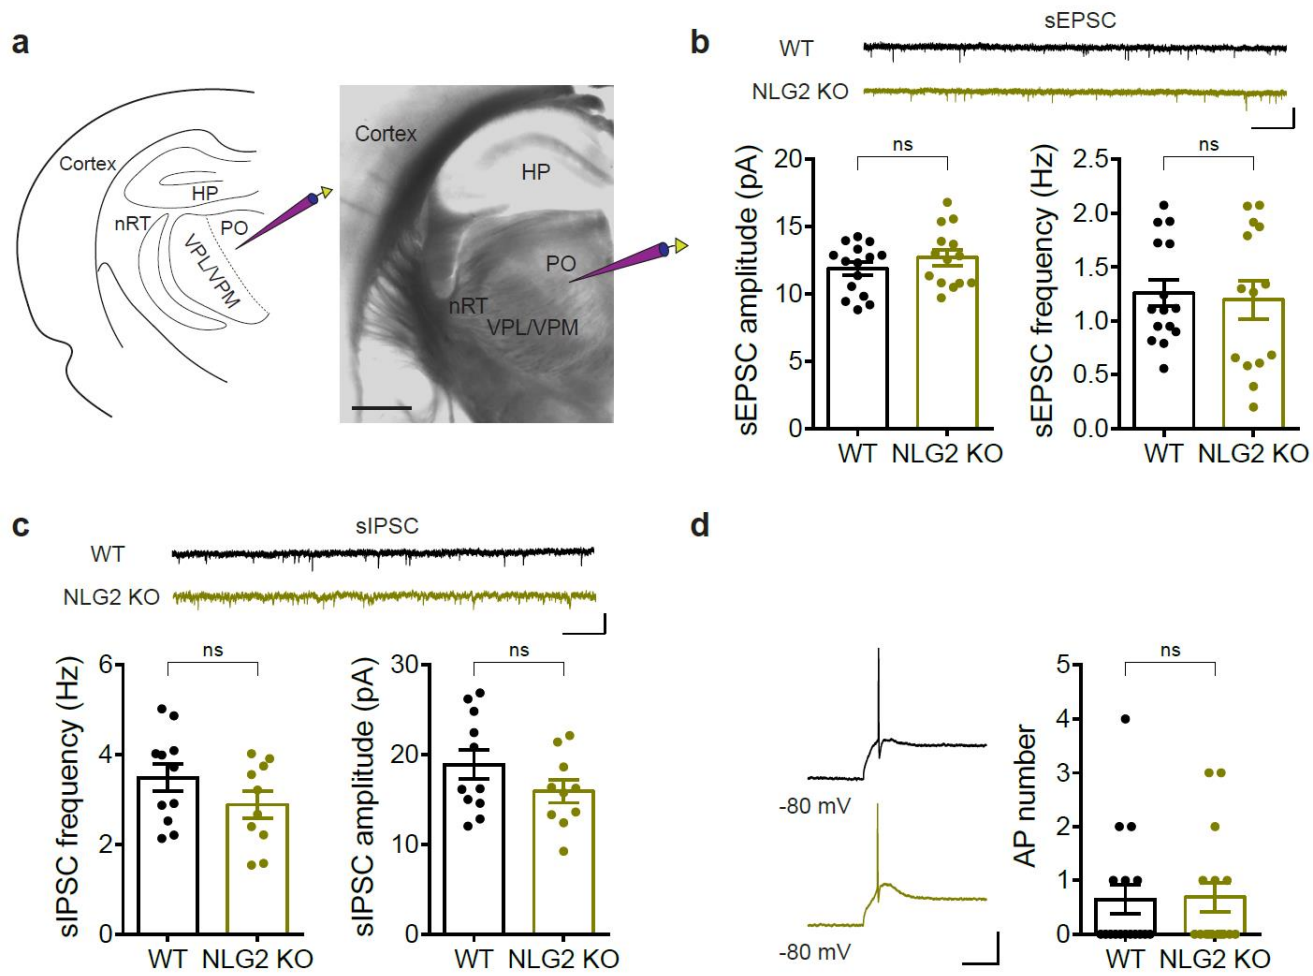 a
Cortex
HP
nRT
PO
VPL/VPM
Cortex
HP
PO
nRT
VPL/VPM
b
sEPSC
WT
NLG2 KO
sEPSC amplitude (pA)
20
15
10
5
0
ns
WT NLG2 KO
sEPSC frequency (Hz)
2.5
2.0
1.5
1.0
0.5
0.0
ns
WT NLG2 KO
c
sIPSC
WT
NLG2 KO
sIPSC frequency (Hz)
6
4
2
0
ns
WT NLG2 KO
sIPSC amplitude (pA)
30
20
10
0
ns
WT NLG2 KO
d
-80 mV
-80 mV
AP number
5
4
3
2
1
0
ns
WT NLG2 KO